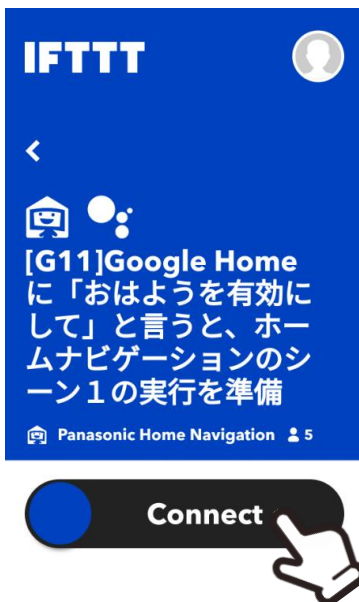 IFTTT
[G11]Google Home
に「おはようを有効に
して」と言うと、ホー
ムナビゲーションのシ
ーン１の実行を準備
Panasonic Home Navigation 5
Connect